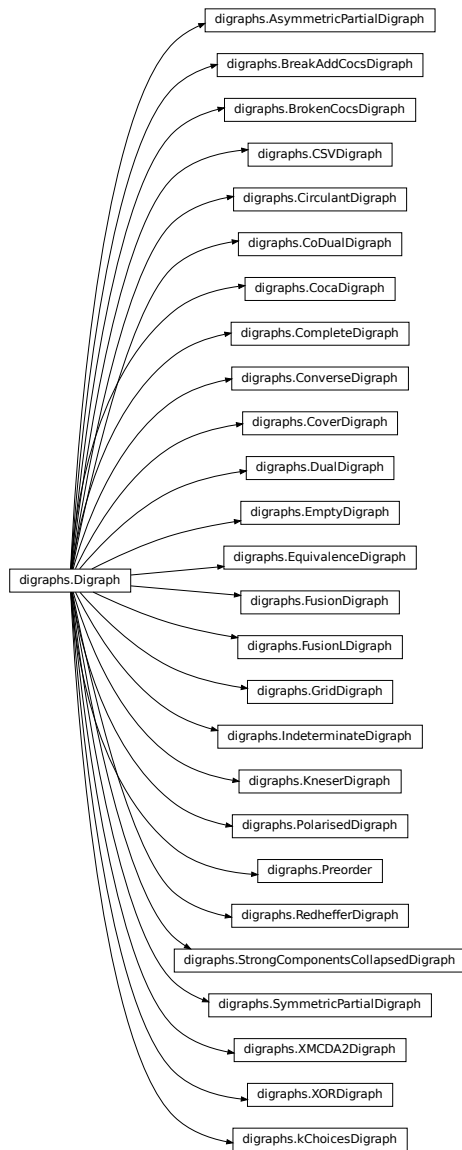 digraphs.AsymmetricPartialDigraph
digraphs.BreakAddCocsDigraph
digraphs.BrokenCocsDigraph
digraphs.CSVDigraph
digraphs.CirculantDigraph
digraphs.CoDualDigraph
digraphs.CocaDigraph
digraphs.CompleteDigraph
digraphs.ConverseDigraph
digraphs.CoverDigraph
digraphs.DualDigraph
digraphs.EmptyDigraph
digraphs.EquivalenceDigraph
digraphs.Digraph
digraphs.FusionDigraph
digraphs.FusionLDigraph
digraphs.GridDigraph
digraphs.IndeterminateDigraph
digraphs.KneserDigraph
digraphs.PolarisedDigraph
digraphs.Preorder
digraphs.RedhefferDigraph
digraphs.StrongComponentsCollapsedDigraph
digraphs.SymmetricPartialDigraph
digraphs.XMCDA2Digraph
digraphs.XORDigraph
digraphs.kChoicesDigraph